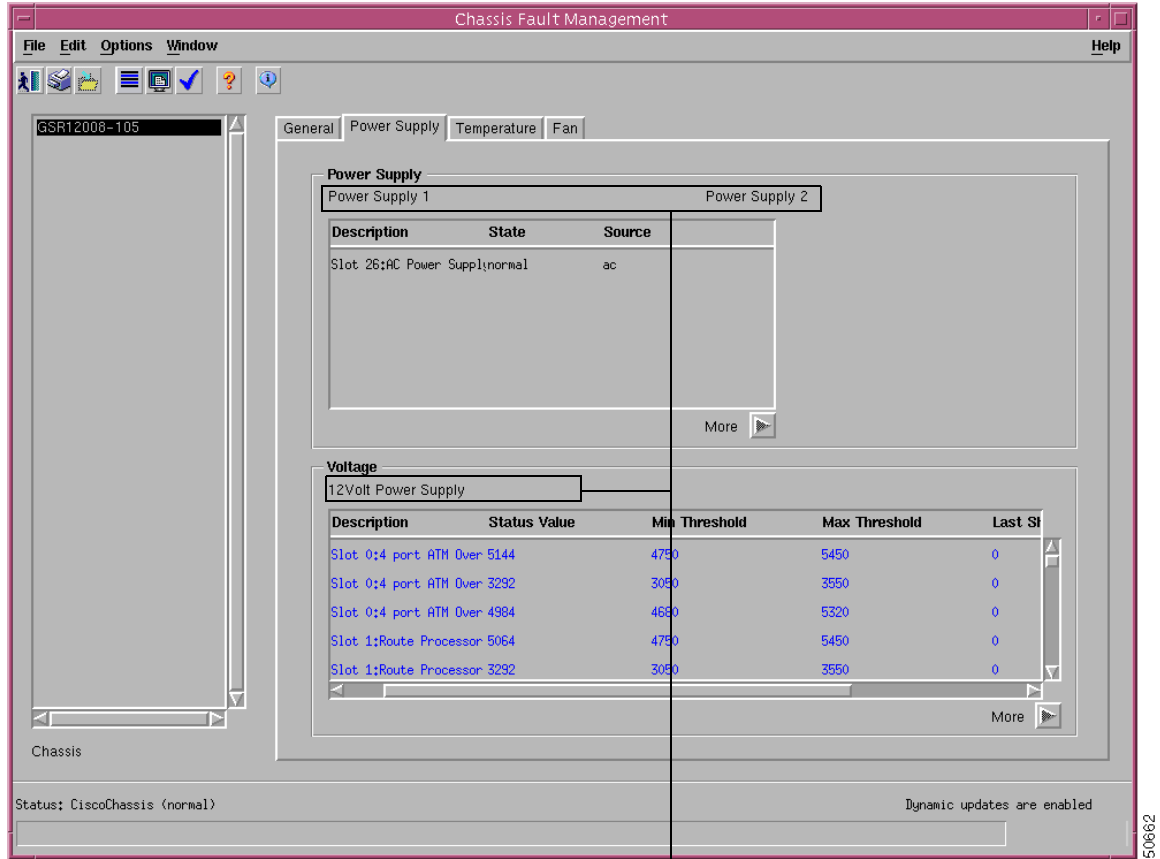 Chassis Fault Management
File Edit Options Window Help
GSR12008-105
General Power Supply Temperature Fan
Power Supply
Power Supply 1 Power Supply 2
Description State Source
Slot 26:AC Power Suppl normal ac
More
Voltage
12Volt Power Supply
Description Status Value Min Threshold Max Threshold Last Sh
Slot 0:4 port ATM Over 5144 4750 5450 0
Slot 0:4 port ATM Over 3292 3050 3550 0
Slot 0:4 port ATM Over 4984 4680 5320 0
Slot 1:Route Processor 5064 4750 5450 0
Slot 1:Route Processor 3292 3050 3550 0
More
Chassis
Status: CiscoChassis (normal) Dynamic updates are enabled
50662